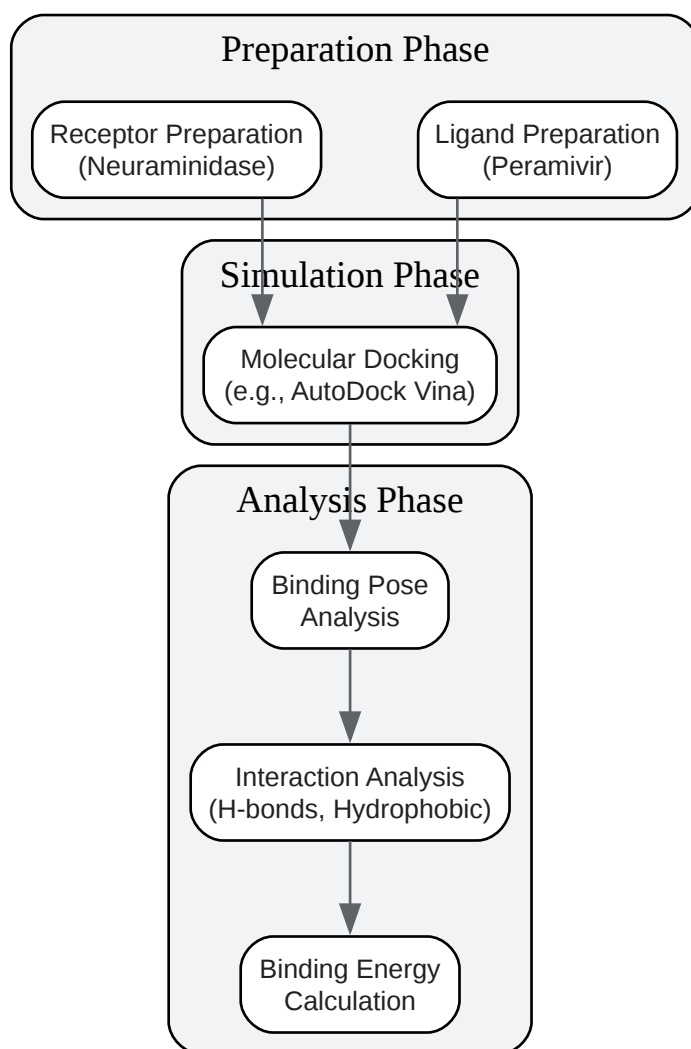 Preparation Phase
Receptor Preparation
(Neuraminidase)
Ligand Preparation
(Peramivir)
Simulation Phase
Molecular Docking
(e.g., AutoDock Vina)
Analysis Phase
Binding Pose
Analysis
Interaction Analysis
(H-bonds, Hydrophobic)
Binding Energy
Calculation